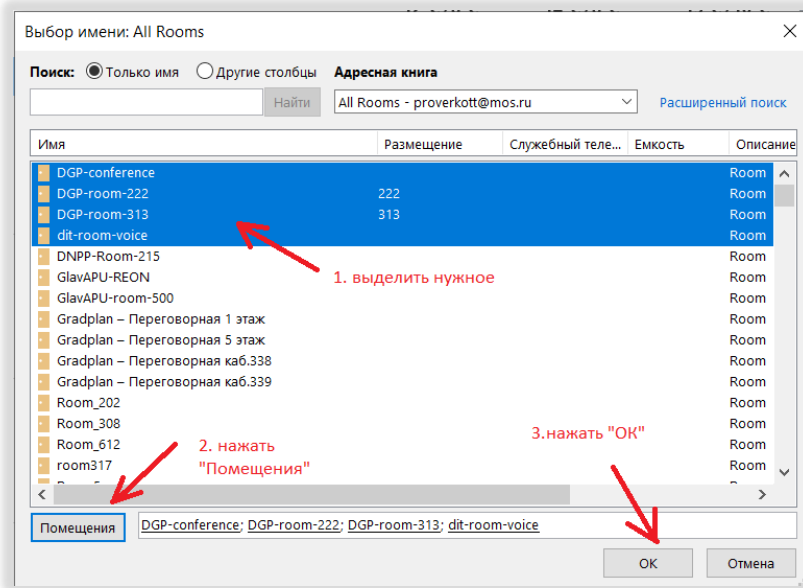 Выбор имени: All Rooms
Поиск: Только имя Другие столбцы Адресная книга
Найти All Rooms - proverkott@mos.ru Расширенный поиск
Имя Размещение Служебный теле... Емкость Описание
DGP-conference Room
DGP-room-222 222 Room
DGP-room-313 313 Room
dit-room-voice Room
DNPP-Room-215 Room
GlavAPU-REON Room
GlavAPU-room-500 Room
Gradplan – Переговорная 1 этаж Room
Gradplan – Переговорная 5 этаж Room
Gradplan – Переговорная каб.338 Room
Gradplan – Переговорная каб.339 Room
Room_202 Room
Room_308 Room
Room_612 Room
room317 Room
1. выделить нужное
2. нажать
"Помещения"
3.нажать "ОК"
Помещения DGP-conference; DGP-room-222; DGP-room-313; dit-room-voice
ОК Отмена